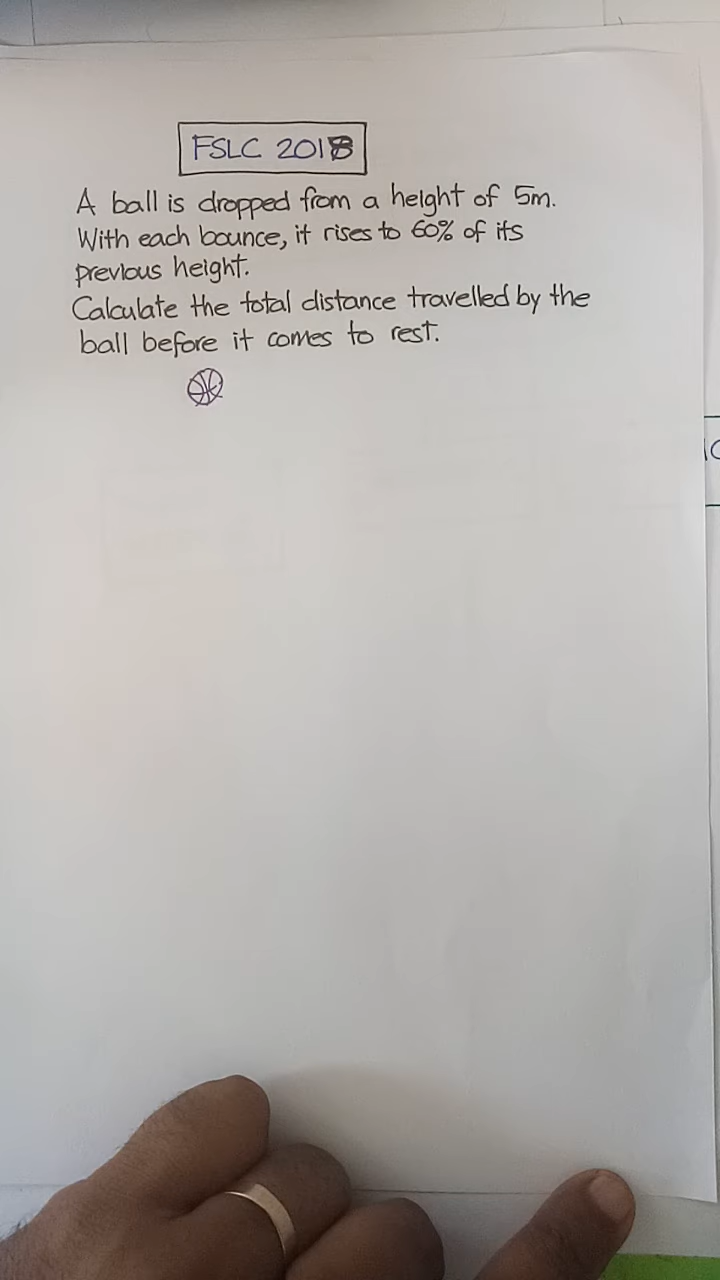 FSLC 2018
A ball is dropped from a height of 5m.
With each bounce, it rises to 60% of its
previous height.
Calculate the total distance travelled by the
ball before it comes to rest.